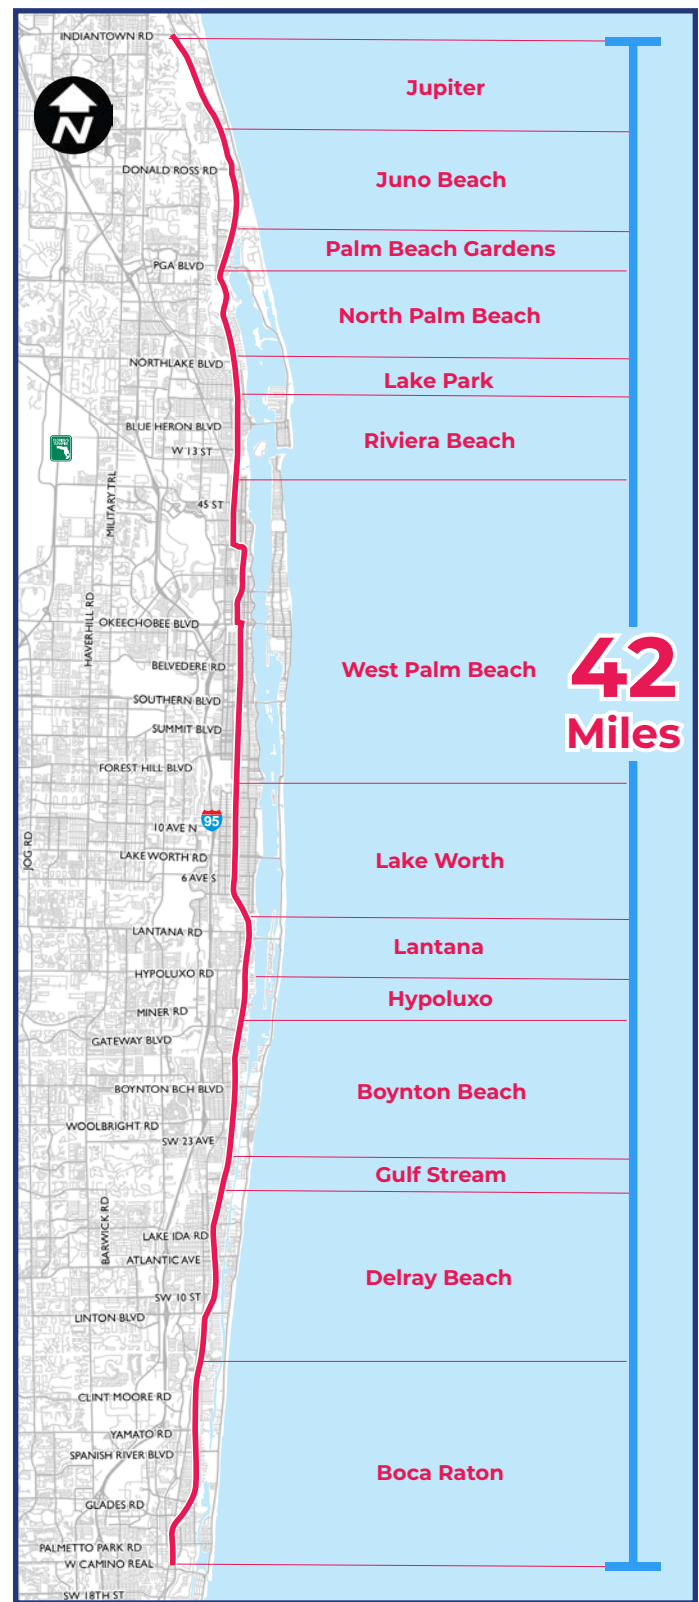 INDIANTOWN RD
Jupiter
N
DONALD ROSS RD
Juno Beach
Palm Beach Gardens
PGA BLVD
North Palm Beach
NORTHLAKE BLVD
Lake Park
BLUE HERON BLVD
Riviera Beach
W 13 ST
MILITARY TRL
45 ST
HAVERHILL RD
OKEECHOBEE BLVD
BELVEDERE RD
West Palm Beach
42
Miles
SOUTHERN BLVD
SUMMIT BLVD
FOREST HILL BLVD
95
10 AVE N
JOG RD
LAKE WORTH RD
Lake Worth
6 AVE S
LANTANA RD
Lantana
HYPOLUXO RD
Hypoluxo
MINER RD
GATEWAY BLVD
BOYNTON BCH BLVD
Boynton Beach
WOOLBRIGHT RD
SW 23 AVE
Gulf Stream
BARWICK RD
LAKE IDA RD
ATLANTIC AVE
Delray Beach
SW 10 ST
LINTON BLVD
CLINT MOORE RD
YAMATO RD
SPANISH RIVER BLVD
Boca Raton
GLADES RD
PALMETTO PARK RD
W CAMINO REAL
SW 18TH ST